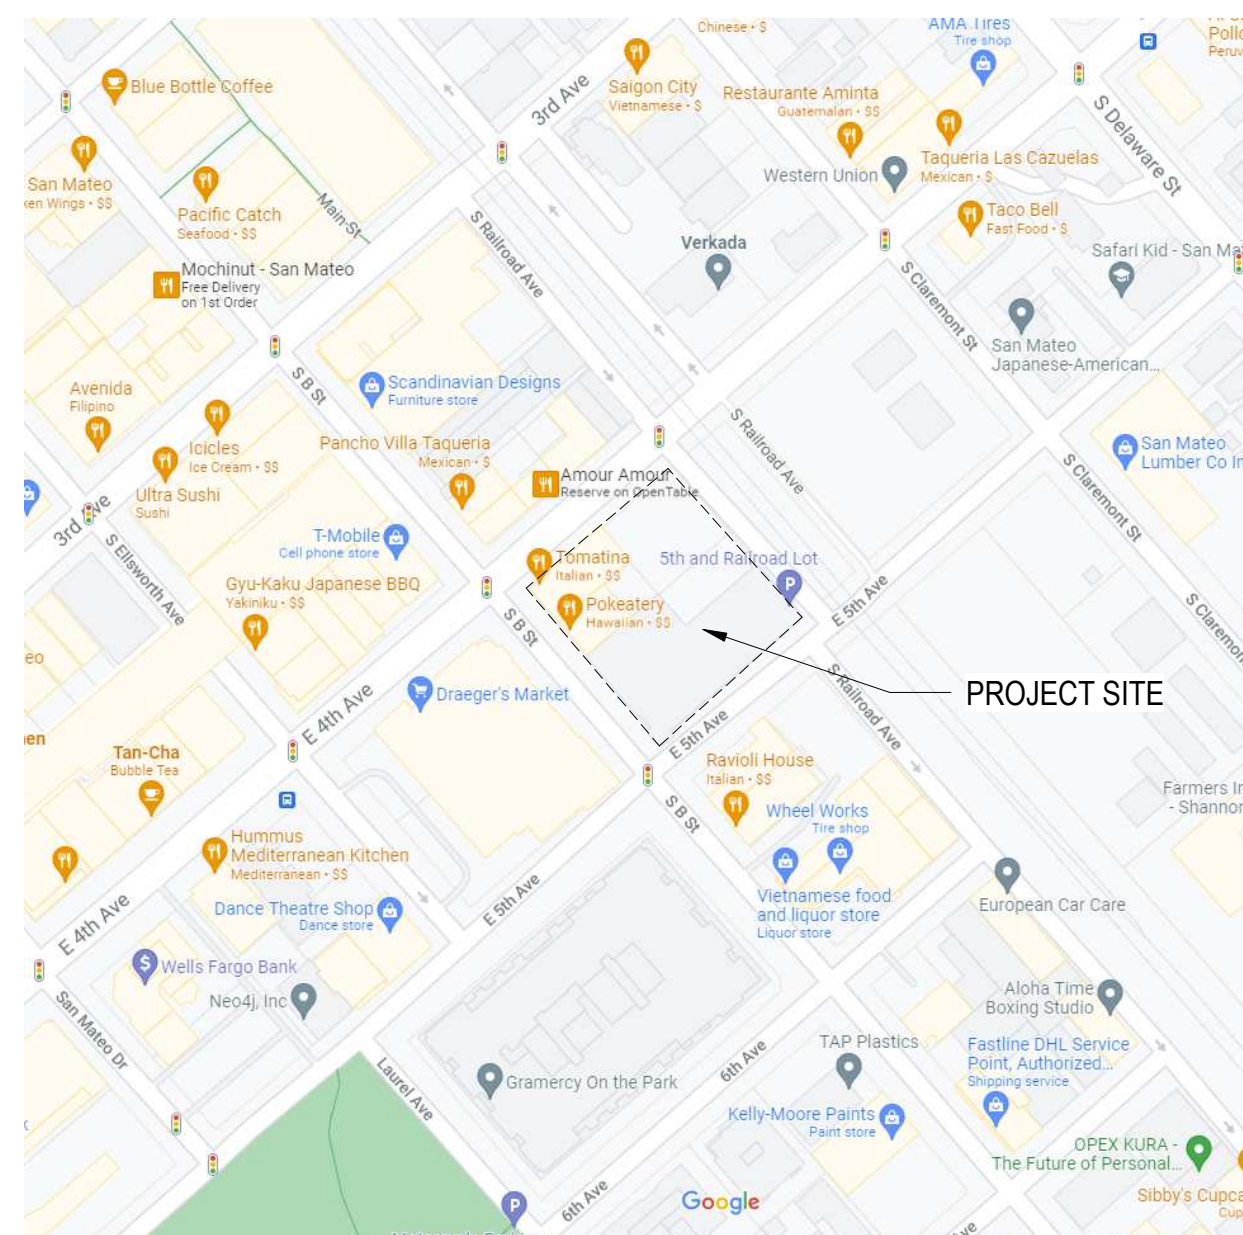 Chinese • $
AMA Tires
Tire shop
Blue Bottle Coffee
3rd Ave
Saigon City
Vietnamese • $
Restaurante Aminta
Guatemalan • $$
S Delaware St
San Mateo
ken Wings • $$
Pacific Catch
Seafood • $$
Main St
Western Union
Taqueria Las Cazuelas
Mexican • $
Taco Bell
Fast Food • $
Safari Kid - San Ma
Mochinut - San Mateo
Free Delivery
on 1st Order
S Railroad Ave
Verkada
S Claremont St
San Mateo
Japanese-American...
S B St
Scandinavian Designs
Furniture store
Avenida
Filipino
Icicles
Ice Cream • $$
Pancho Villa Taqueria
Mexican • $
S Railroad Ave
San Mateo
Lumber Co In
S Claremont St
Ultra Sushi
Sushi
Amour Amour
Reserve on OpenTable
3rd Ave
S Ellsworth Ave
T-Mobile
Cell phone store
Tomatina
Italian • $$
5th and Railroad Lot
Gyu-Kaku Japanese BBQ
Yakiniku • $$
Pokeatery
Hawaiian • $$
S B St
E 5th Ave
S Claremon
eo
Draeger's Market
E 4th Ave
PROJECT SITE
S Railroad Ave
en
Tan-Cha
Bubble Tea
E 5th Ave
Ravioli House
Italian • $$
Farmers In
- Shannon
S B St
Wheel Works
Tire shop
Hummus
Mediterranean Kitchen
Mediterranean • $$
E 5th Ave
Vietnamese food
and liquor store
Liquor store
European Car Care
E 4th Ave
Dance Theatre Shop
Dance store
Wells Fargo Bank
Neo4j, Inc
San Mateo Dr
Aloha Time
Boxing Studio
TAP Plastics
Fastline DHL Service
Point, Authorized...
Shipping service
Laurel Ave
Gramercy On the Park
6th Ave
Kelly-Moore Paints
Paint store
OPEX KURA -
The Future of Personal...
6th Ave
Google
Sibby's Cupca
Cup